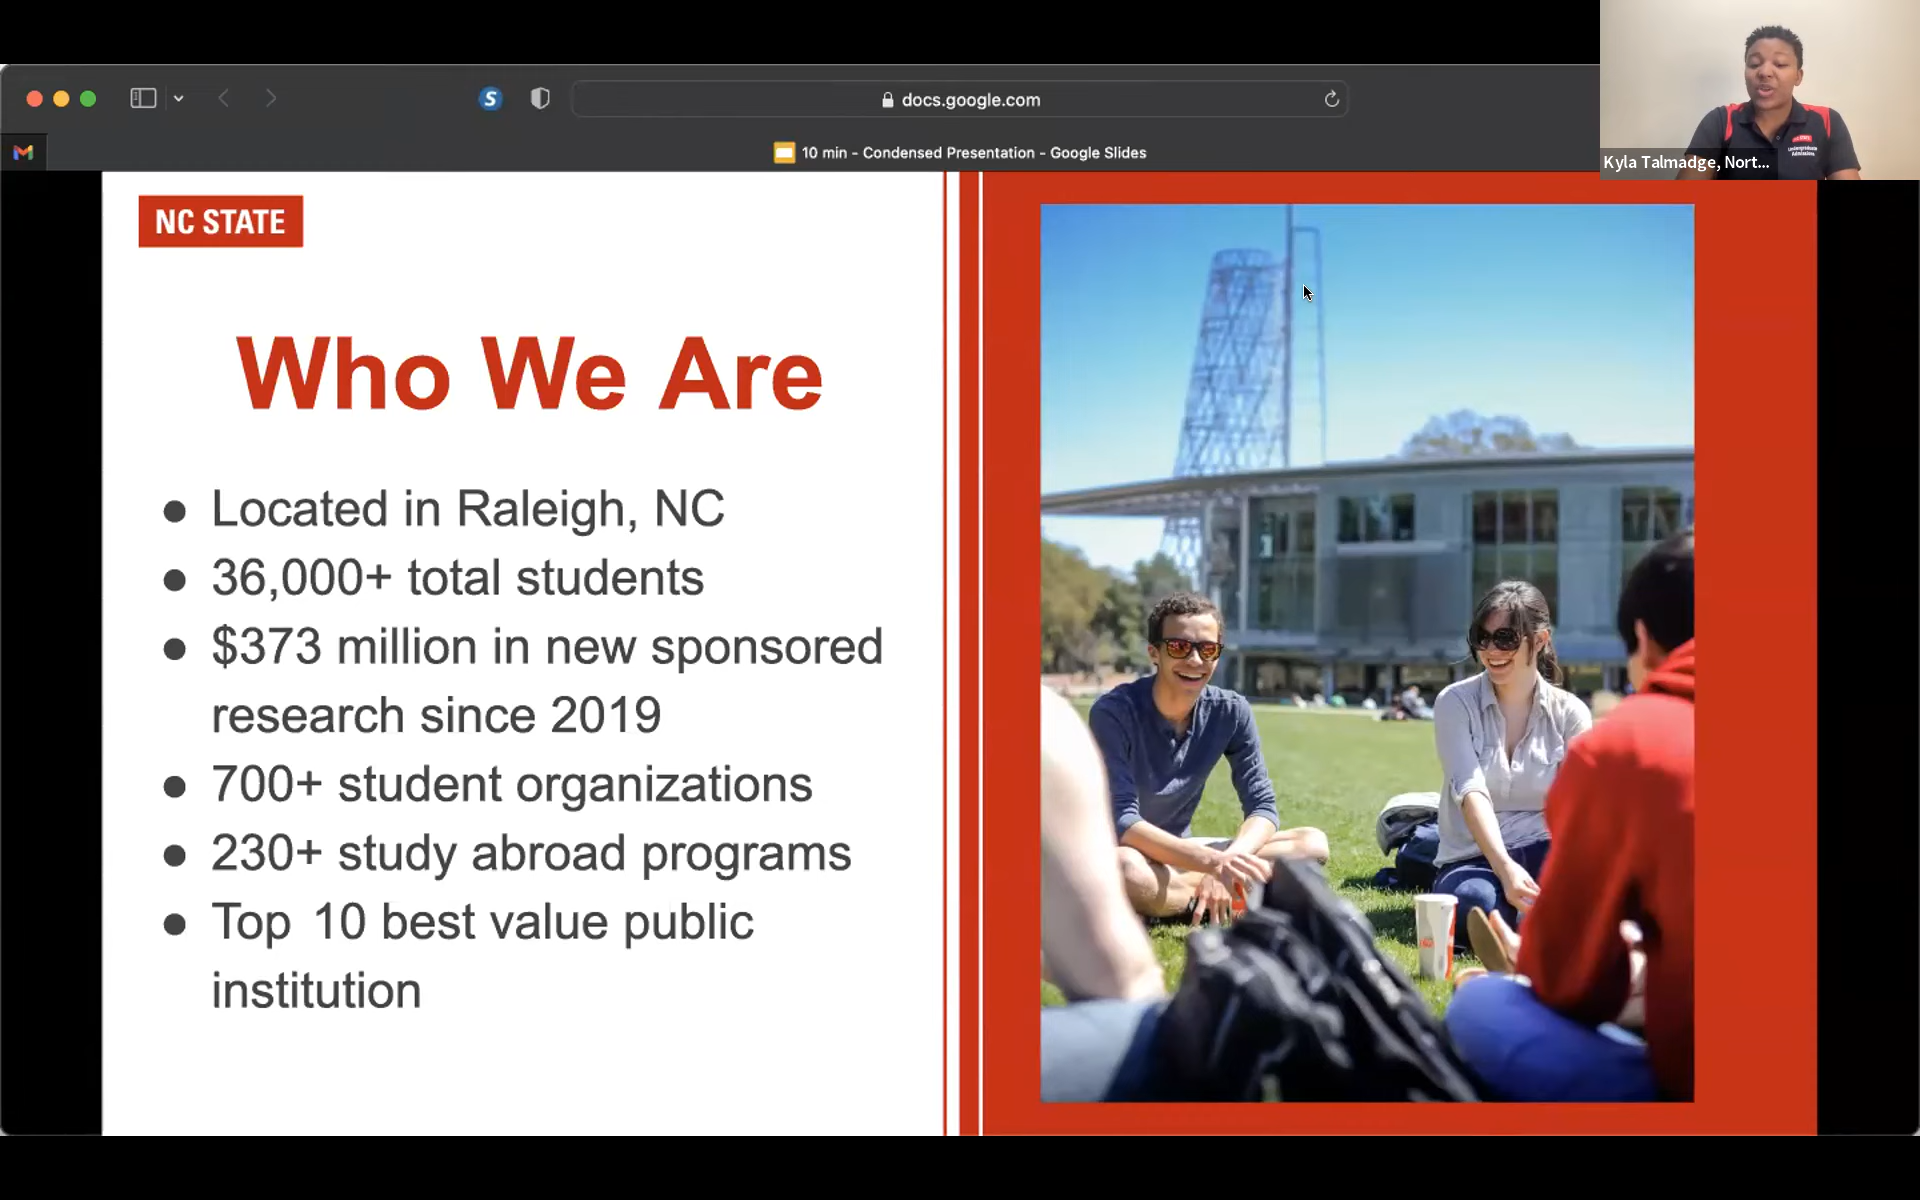 docs.google.com
10 min - Condensed Presentation - Google Slides
Kyla Talmadge, Nort...
NC STATE
Who We Are
● Located in Raleigh, NC
● 36,000+ total students
● $373 million in new sponsored
research since 2019
● 700+ student organizations
● 230+ study abroad programs
● Top 10 best value public
institution
Undergraduate
Admissions